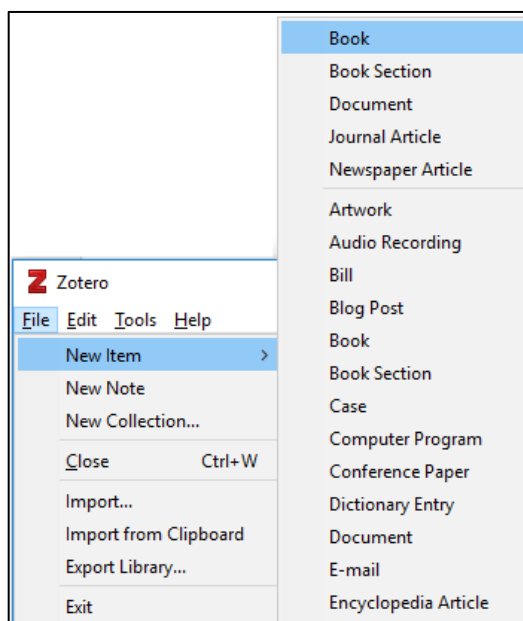 Zotero
File Edit Tools Help
New Item >
New Note
New Collection...
Close Ctrl+W
Import...
Import from Clipboard
Export Library...
Exit
Book
Book Section
Document
Journal Article
Newspaper Article
Artwork
Audio Recording
Bill
Blog Post
Book
Book Section
Case
Computer Program
Conference Paper
Dictionary Entry
Document
E-mail
Encyclopedia Article